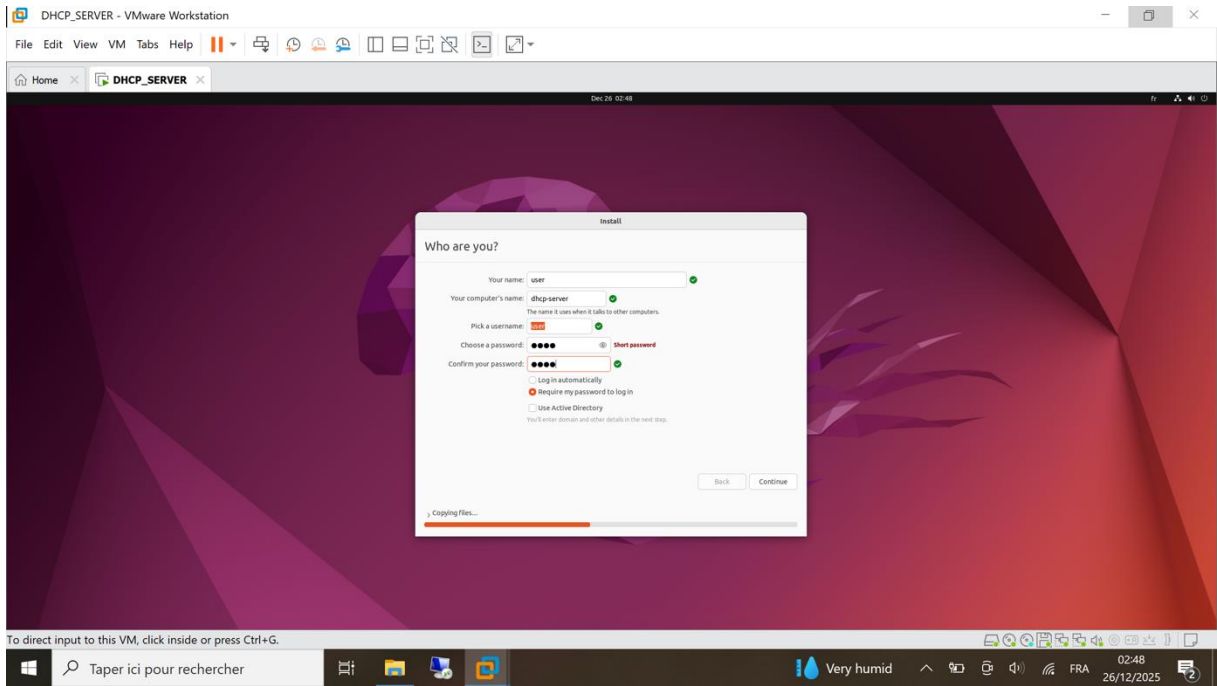 DHCP_SERVER - VMware Workstation
File Edit View VM Tabs Help
Home DHCP_SERVER
Dec 26 02:48 fr
Install
Who are you?
Your name: user
Your computer's name: dhcp-server
The name it uses when it talks to other computers.
Pick a username: user
Choose a password: ●●●● Short password
Confirm your password: ●●●●
Log in automatically
Require my password to log in
Use Active Directory
You'll enter domain and other details in the next step.
Back Continue
Copying files...
To direct input to this VM, click inside or press Ctrl+G.
Taper ici pour rechercher Very humid FRA 02:48
26/12/2025 2